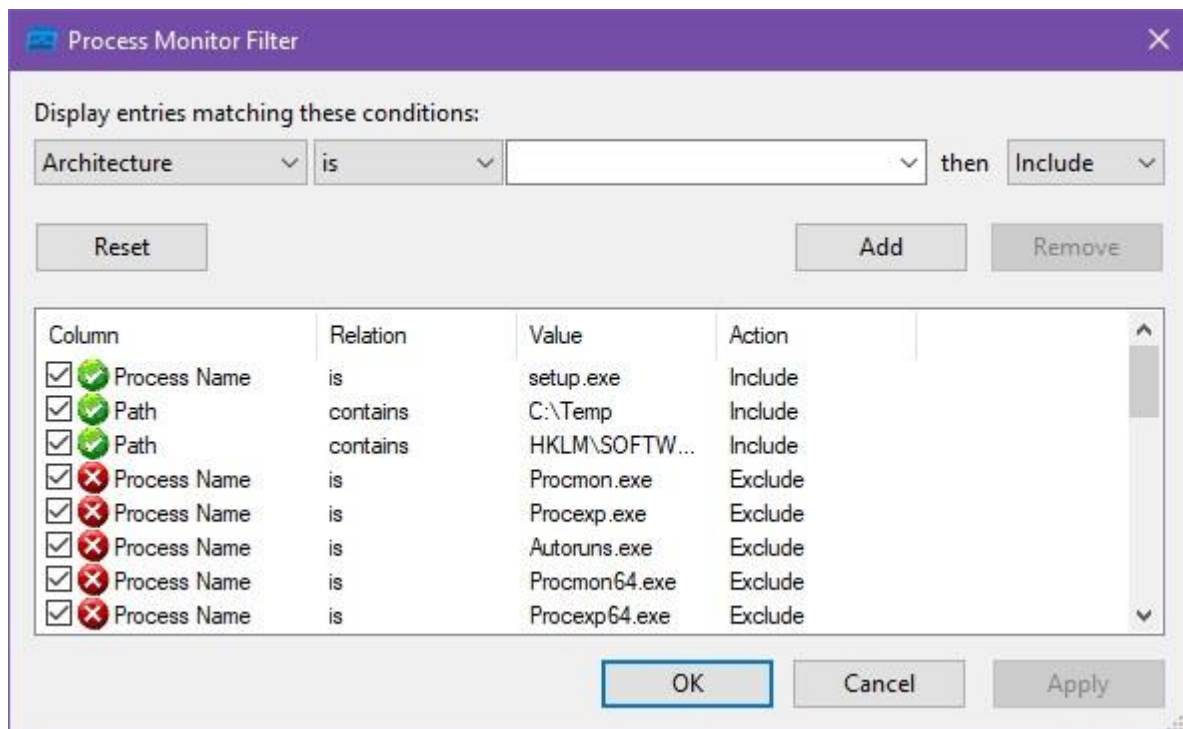 Process Monitor Filter
Display entries matching these conditions:
Architecture is then Include
Reset Add Remove
Column Relation Value Action
Process Name is setup.exe Include
Path contains C:\Temp Include
Path contains HKLM\SOFTW... Include
Process Name is Procmon.exe Exclude
Process Name is Procexp.exe Exclude
Process Name is Autoruns.exe Exclude
Process Name is Procmon64.exe Exclude
Process Name is Procexp64.exe Exclude
OK Cancel Apply